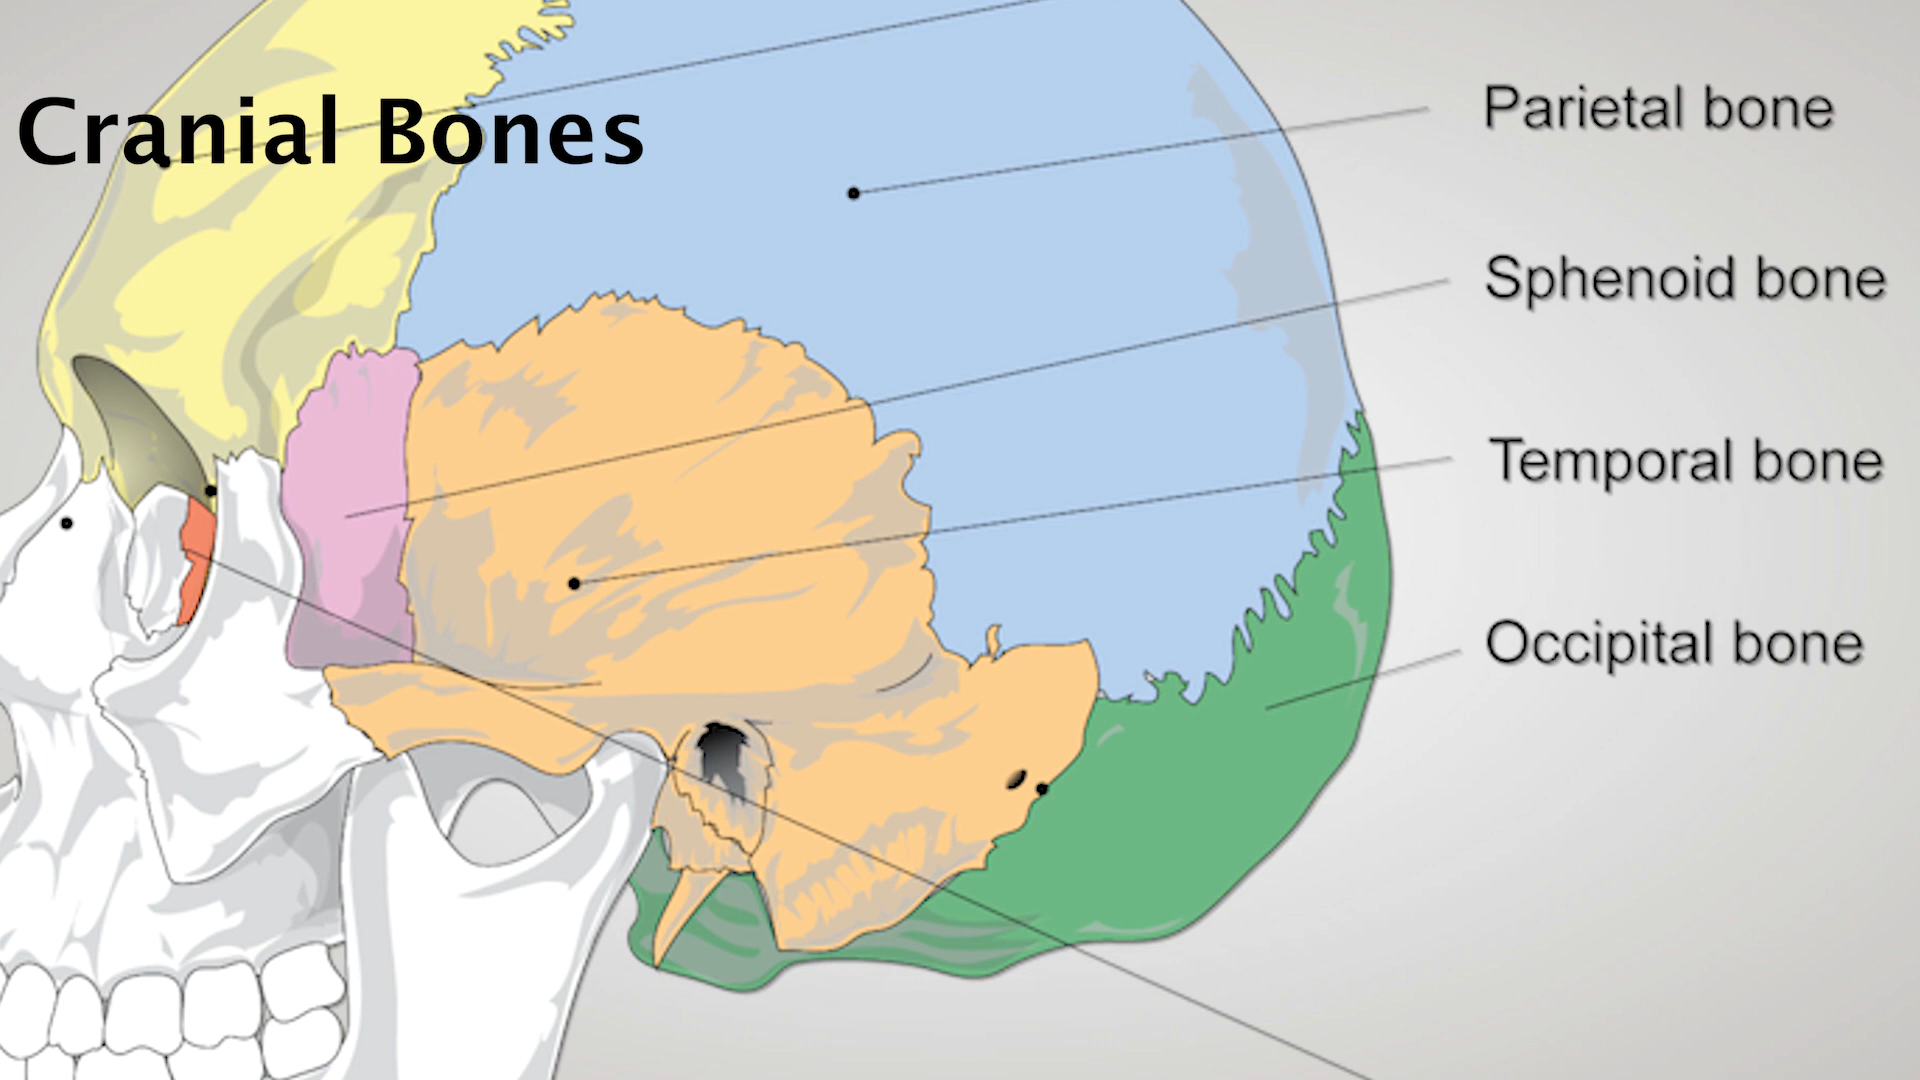 Cranial Bones
Parietal bone
Sphenoid bone
Temporal bone
Occipital bone